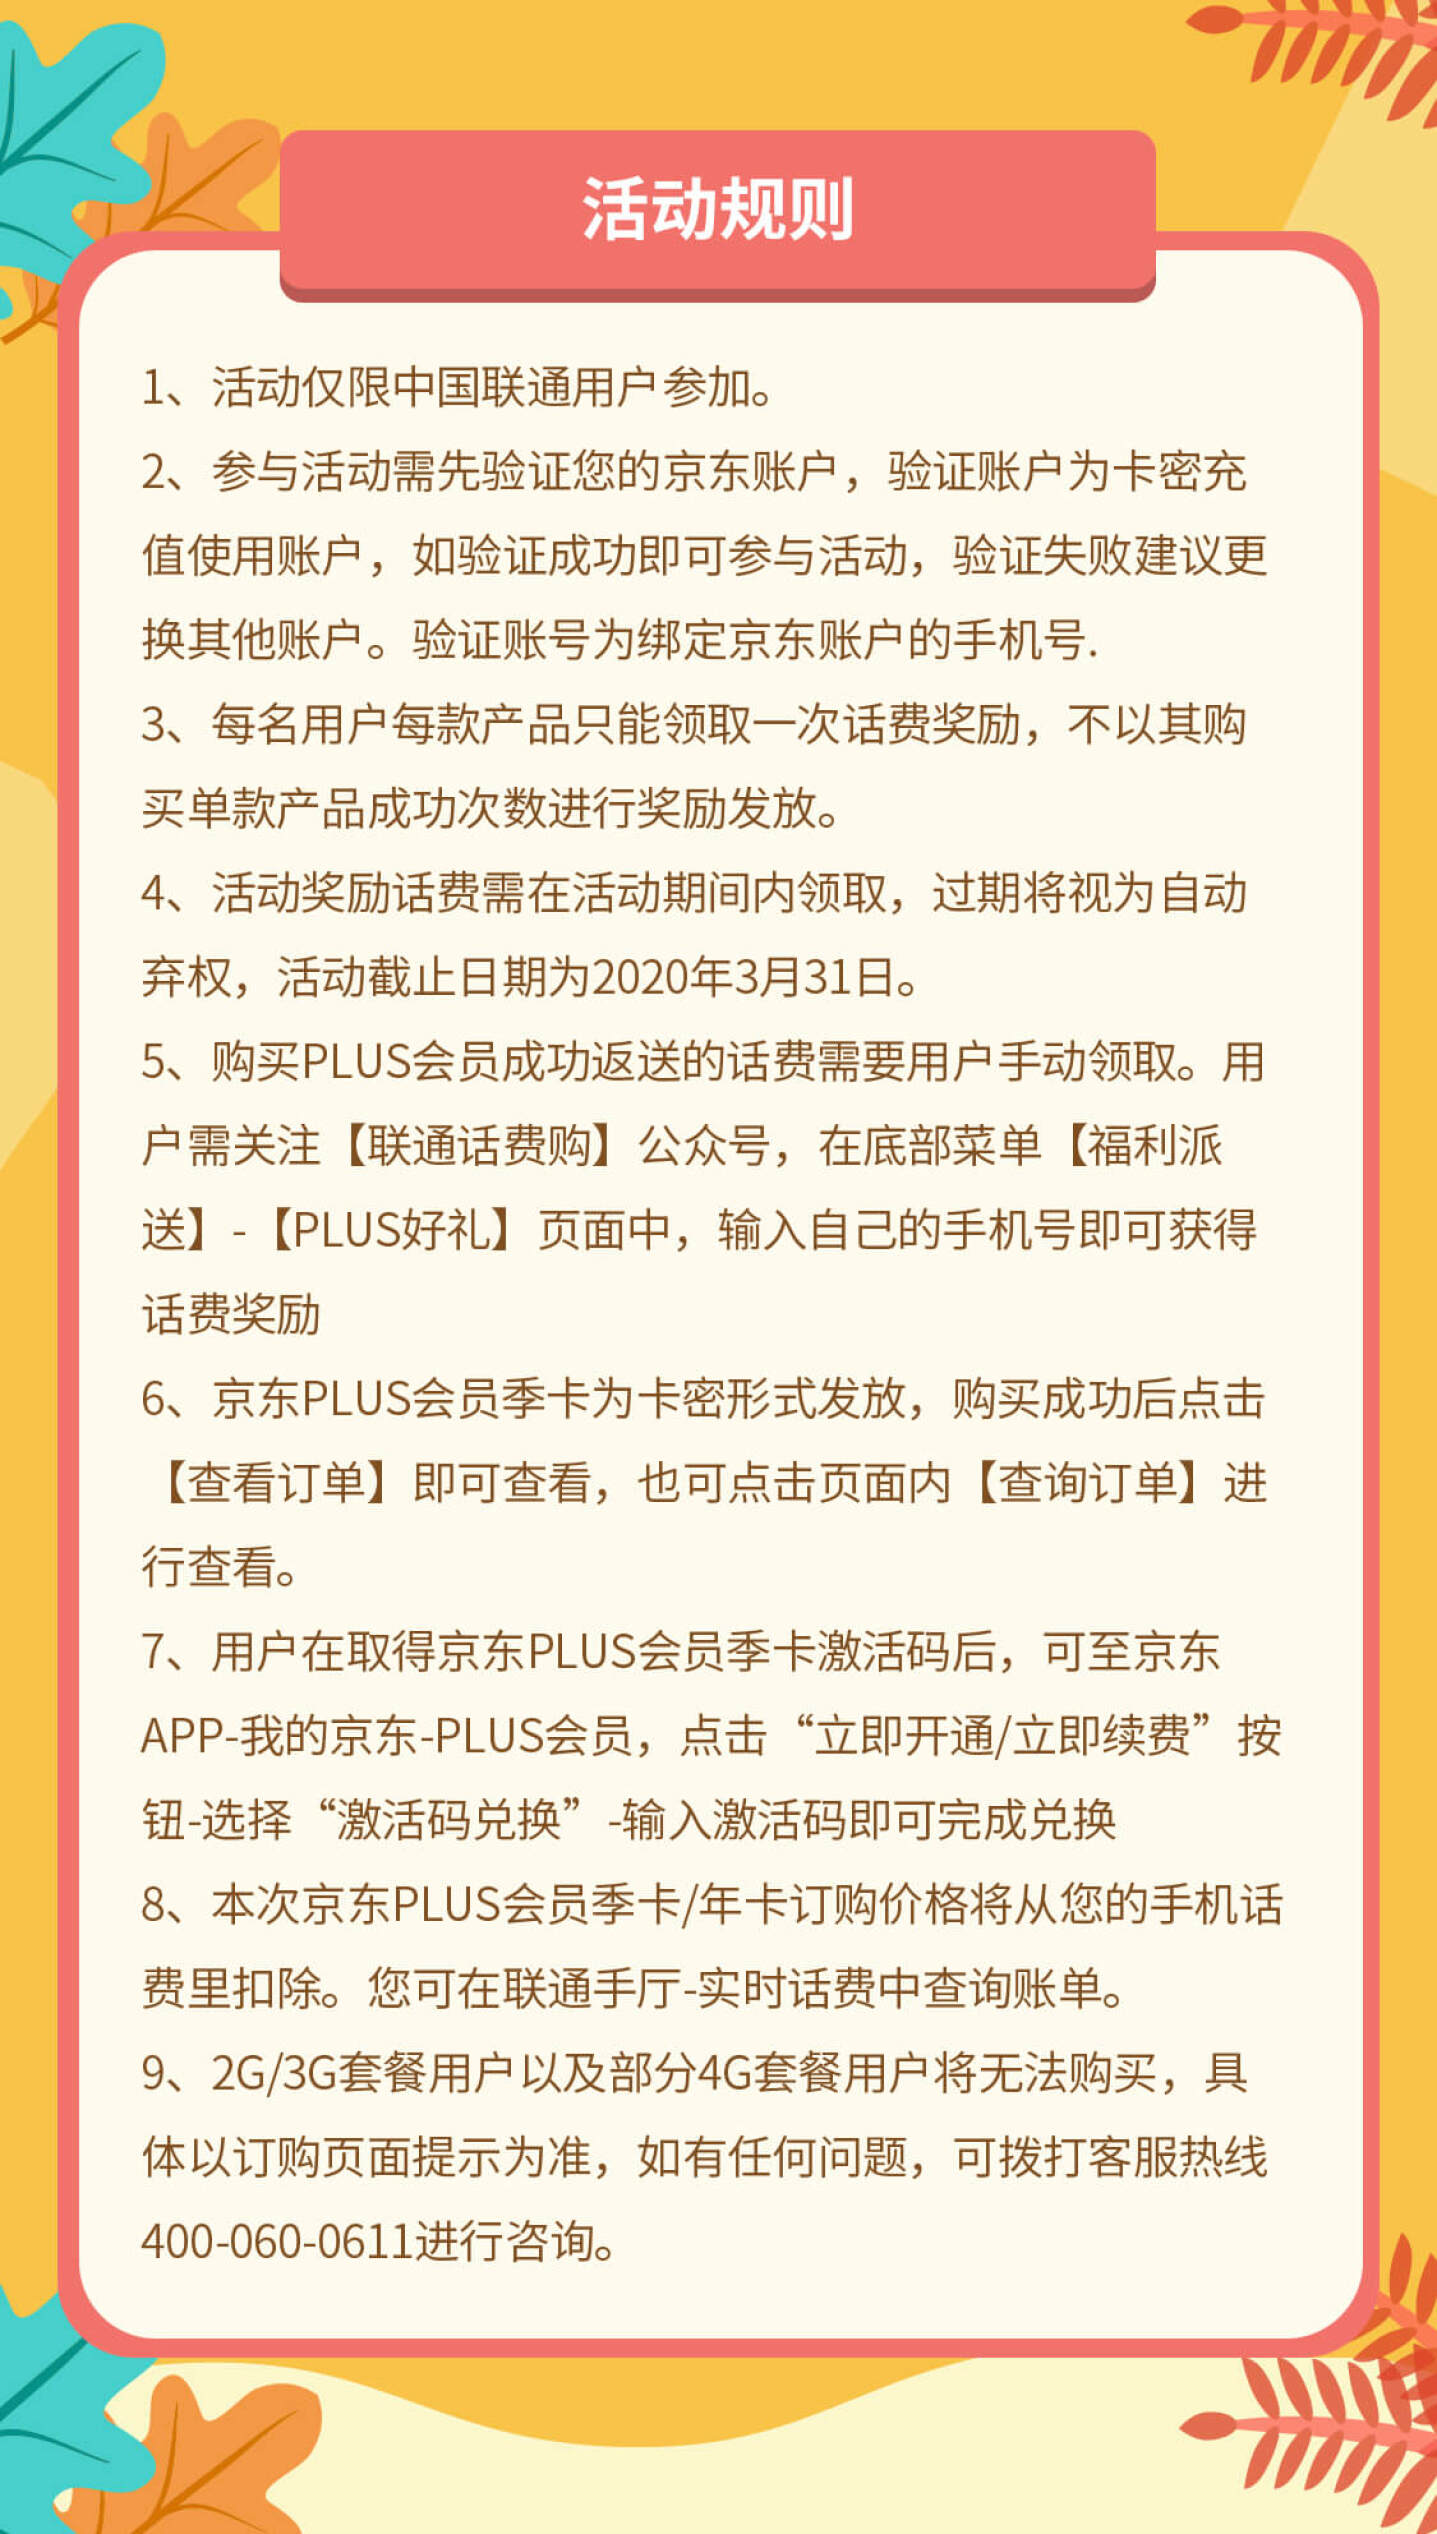 活动规则
1、活动仅限中国联通用户参加。
2、参与活动需先验证您的京东账户，验证账户为卡密充
值使用账户，如验证成功即可参与活动，验证失败建议更
换其他账户。验证账号为绑定京东账户的手机号.
3、每名用户每款产品只能领取一次话费奖励，不以其购
买单款产品成功次数进行奖励发放。
4、活动奖励话费需在活动期间内领取，过期将视为自动
弃权，活动截止日期为2020年3月31日。
5、购买PLUS会员成功返送的话费需要用户手动领取。用
户需关注【联通话费购】公众号，在底部菜单【福利派
送】-【PLUS好礼】页面中，输入自己的手机号即可获得
话费奖励
6、京东PLUS会员季卡为卡密形式发放，购买成功后点击
【查看订单】即可查看，也可点击页面内【查询订单】进
行查看。
7、用户在取得京东PLUS会员季卡激活码后，可至京东
APP-我的京东-PLUS会员，点击“立即开通/立即续费”按
钮-选择“激活码兑换”-输入激活码即可完成兑换
8、本次京东PLUS会员季卡/年卡订购价格将从您的手机话
费里扣除。您可在联通手厅-实时话费中查询账单。
9、2G/3G套餐用户以及部分4G套餐用户将无法购买，具
体以订购页面提示为准，如有任何问题，可拨打客服热线
400-060-0611进行咨询。